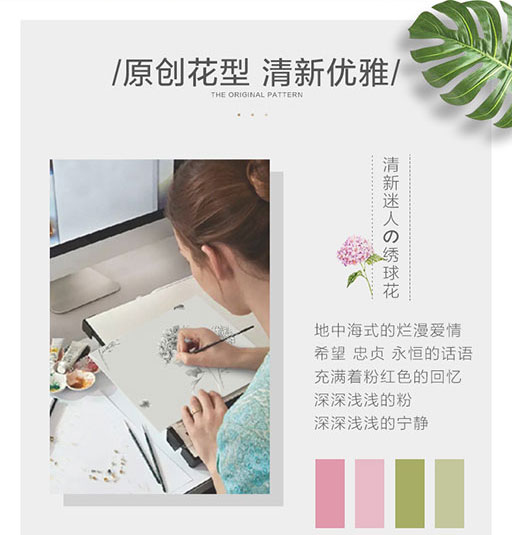 /原创花型 清新优雅/
THE ORIGINAL PATTERN
清新迷人の绣球花
地中海式的烂漫爱情
希望 忠贞 永恒的话语
充满着粉红色的回忆
深深浅浅的粉
深深浅浅的宁静